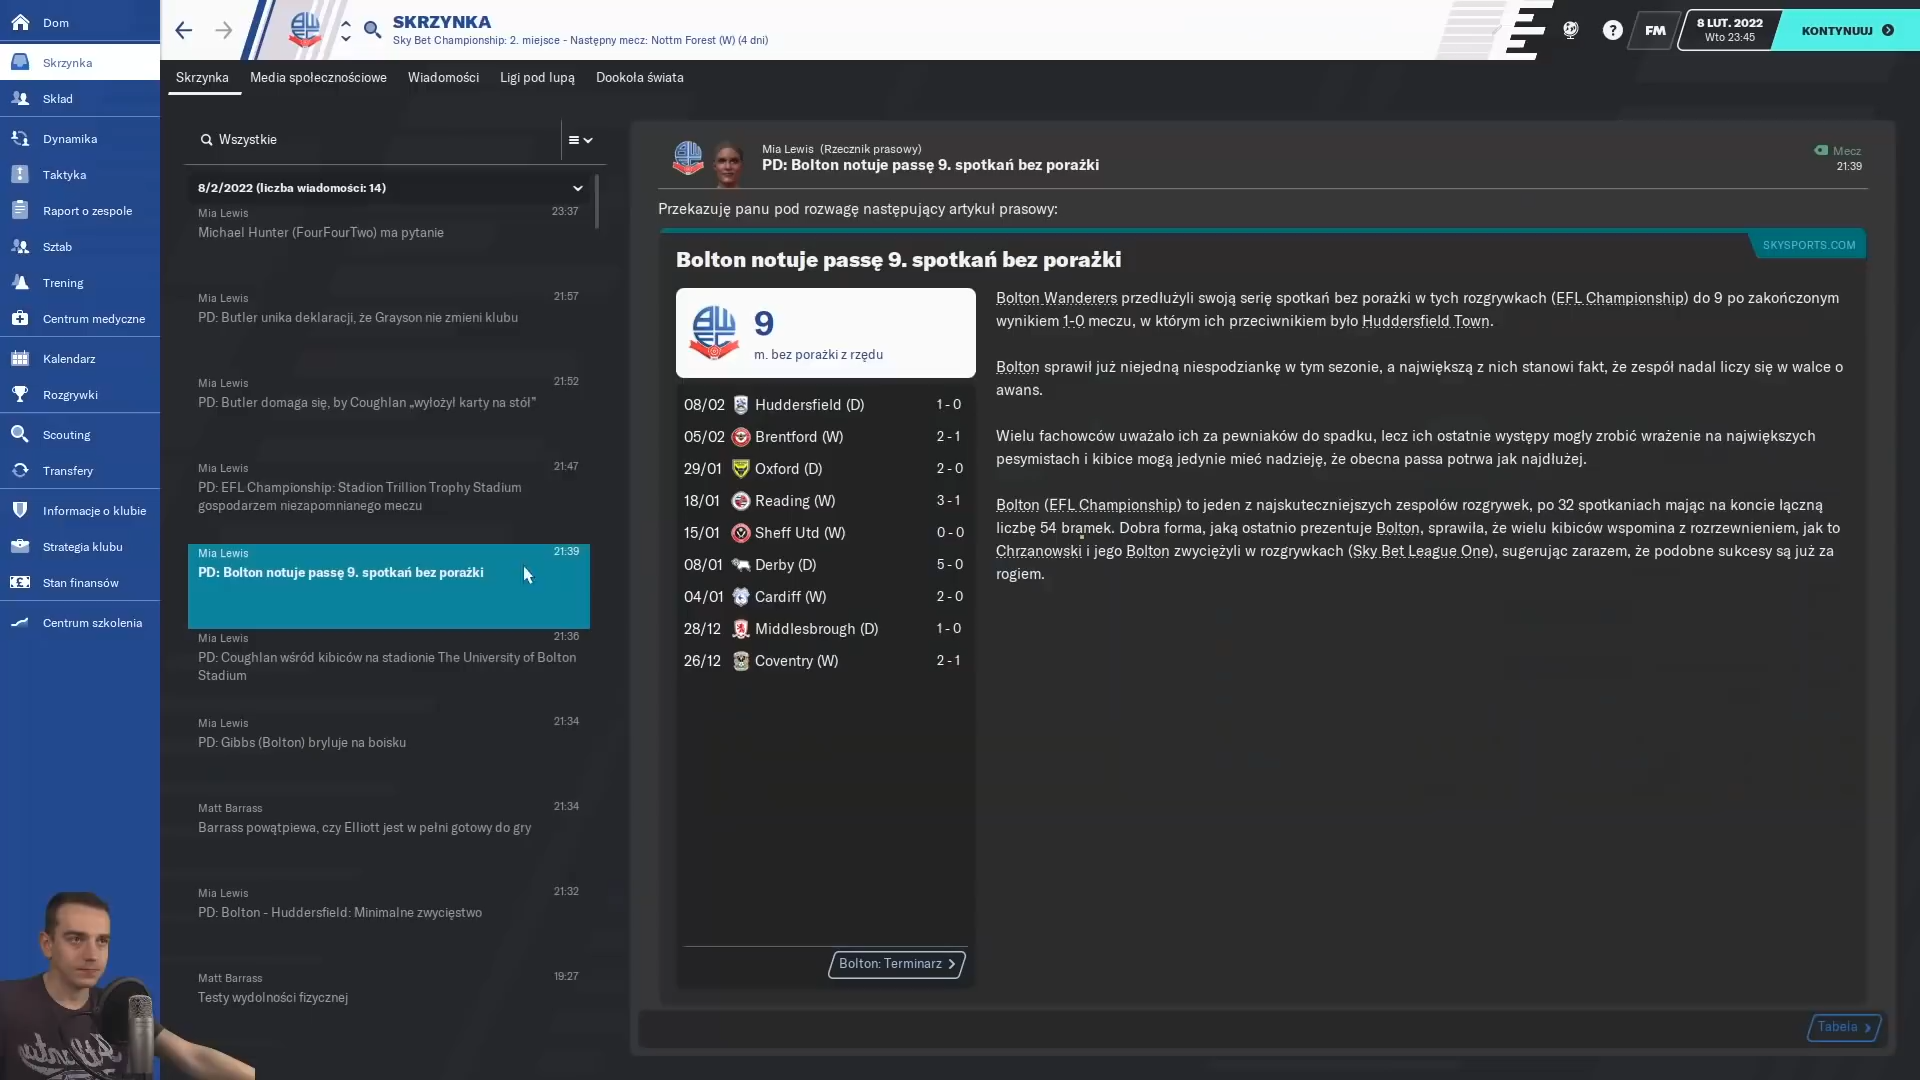 Dom
Skrzynka
Skład
Dynamika
Taktyka
Raport o zespole
Sztab
Trening
Centrum medyczne
Kalendarz
Rozgrywki
Scouting
Transfery
Informacje o klubie
Strategia klubu
Stan finansów
Centrum szkolenia
SKRZYNKA
Sky Bet Championship: 2. miejsce - Następny mecz: Nottm Forest (W) (4 dni)
FM
8 LUT. 2022
Wto 23:45
KONTYNUUJ
Skrzynka Media społecznościowe Wiadomości Ligi pod lupą Dookoła świata
Wszystkie
8/2/2022 (liczba wiadomości: 14)
Mia Lewis 23:37
Michael Hunter (FourFourTwo) ma pytanie
Mia Lewis 21:57
PD: Butler unika deklaracji, że Grayson nie zmieni klubu
Mia Lewis 21:52
PD: Butler domaga się, by Coughlan „wyłożył karty na stół”
Mia Lewis 21:47
PD: EFL Championship: Stadion Trillion Trophy Stadium
gospodarzem niezapomnianego meczu
Mia Lewis 21:39
PD: Bolton notuje passę 9. spotkań bez porażki
Mia Lewis 21:36
PD: Coughlan wśród kibiców na stadionie The University of Bolton
Stadium
Mia Lewis 21:34
PD: Gibbs (Bolton) bryluje na boisku
Matt Barrass 21:34
Barrass powątpiewa, czy Elliott jest w pełni gotowy do gry
Mia Lewis 21:32
PD: Bolton - Huddersfield: Minimalne zwycięstwo
Matt Barrass 19:27
Testy wydolności fizycznej
Mia Lewis (Rzecznik prasowy)
PD: Bolton notuje passę 9. spotkań bez porażki
Mecz
21:39
Przekazuję panu pod rozwagę następujący artykuł prasowy:
SKYSPORTS.COM
Bolton notuje passę 9. spotkań bez porażki
9
m. bez porażki z rzędu
08/02 Huddersfield (D) 1 - 0
05/02 Brentford (W) 2 - 1
29/01 Oxford (D) 2 - 0
18/01 Reading (W) 3 - 1
15/01 Sheff Utd (W) 0 - 0
08/01 Derby (D) 5 - 0
04/01 Cardiff (W) 2 - 0
28/12 Middlesbrough (D) 1 - 0
26/12 Coventry (W) 2 - 1
Bolton: Terminarz
Bolton Wanderers przedłużyli swoją serię spotkań bez porażki w tych rozgrywkach (EFL Championship) do 9 po zakończonym
wynikiem 1-0 meczu, w którym ich przeciwnikiem było Huddersfield Town.
Bolton sprawił już niejedną niespodziankę w tym sezonie, a największą z nich stanowi fakt, że zespół nadal liczy się w walce o
awans.
Wielu fachowców uważało ich za pewniaków do spadku, lecz ich ostatnie występy mogły zrobić wrażenie na największych
pesymistach i kibice mogą jedynie mieć nadzieję, że obecna passa potrwa jak najdłużej.
Bolton (EFL Championship) to jeden z najskuteczniejszych zespołów rozgrywek, po 32 spotkaniach mając na koncie łączną
liczbę 54 bramek. Dobra forma, jaką ostatnio prezentuje Bolton, sprawiła, że wielu kibiców wspomina z rozrzewnieniem, jak to
Chrzanowski i jego Bolton zwyciężyli w rozgrywkach (Sky Bet League One), sugerując zarazem, że podobne sukcesy są już za
rogiem.
Tabela